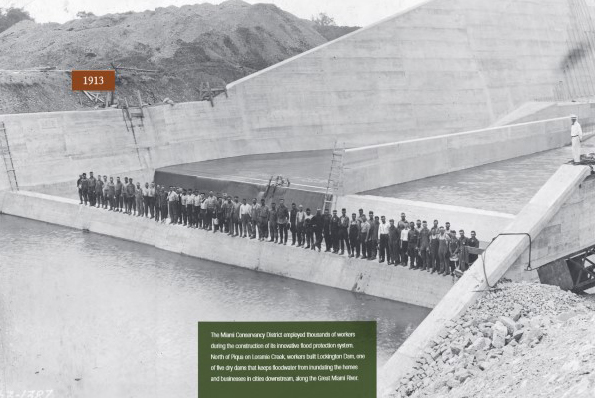 1913
The Miami Conservancy District employed thousands of workers
during the construction of its innovative flood protection system.
North of Piqua on Loramie Creek, workers built Lockington Dam, one
of five dry dams that keeps floodwater from inundating the homes
and businesses in cities downstream, along the Great Miami River.